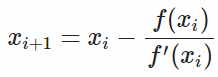 x_{i+1} = x_i - \frac{f(x_i)}{f'(x_i)}